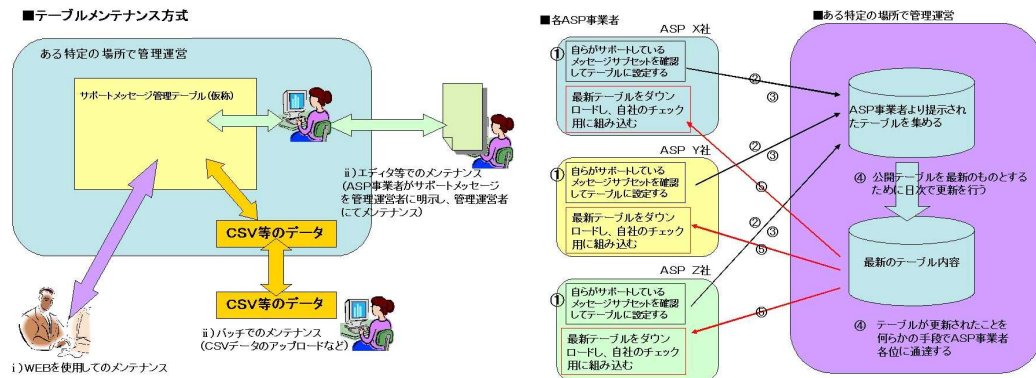 ■テーブルメンテナンス方式
ある特定の場所で管理運営
サポートメッセージ管理テーブル(仮称)
ⅱ)エディタ等でのメンテナンス
(ASP事業者がサポートメッセージ
を管理運営者に明示し、管理運営者
にてメンテナンス)
CSV等のデータ
CSV等のデータ
ⅱ)バッチでのメンテナンス
(CSVデータのアップロードなど)
ⅰ)WEBを使用してのメンテナンス
■各ASP事業者
ASP X社
①
自らがサポートしている
メッセージサブセットを確認
してテーブルに設定する
最新テーブルをダウン
ロードし、自社のチェック
用に組み込む
②
③
ASP Y社
①
自らがサポートしている
メッセージサブセットを確認
してテーブルに設定する
最新テーブルをダウン
ロードし、自社のチェック
用に組み込む
②
③
⑤
ASP Z社
①
自らがサポートしている
メッセージサブセットを確認
してテーブルに設定する
最新テーブルをダウン
ロードし、自社のチェック
用に組み込む
②
③
⑤
⑤
■ある特定の場所で管理運営
ASP事業者より提示され
たテーブルを集める
④ 公開テーブルを最新のものとする
ために日次で更新を行う
最新のテーブル内容
④ テーブルが更新されたことを
何らかの手段でASP事業者
各位に通達する